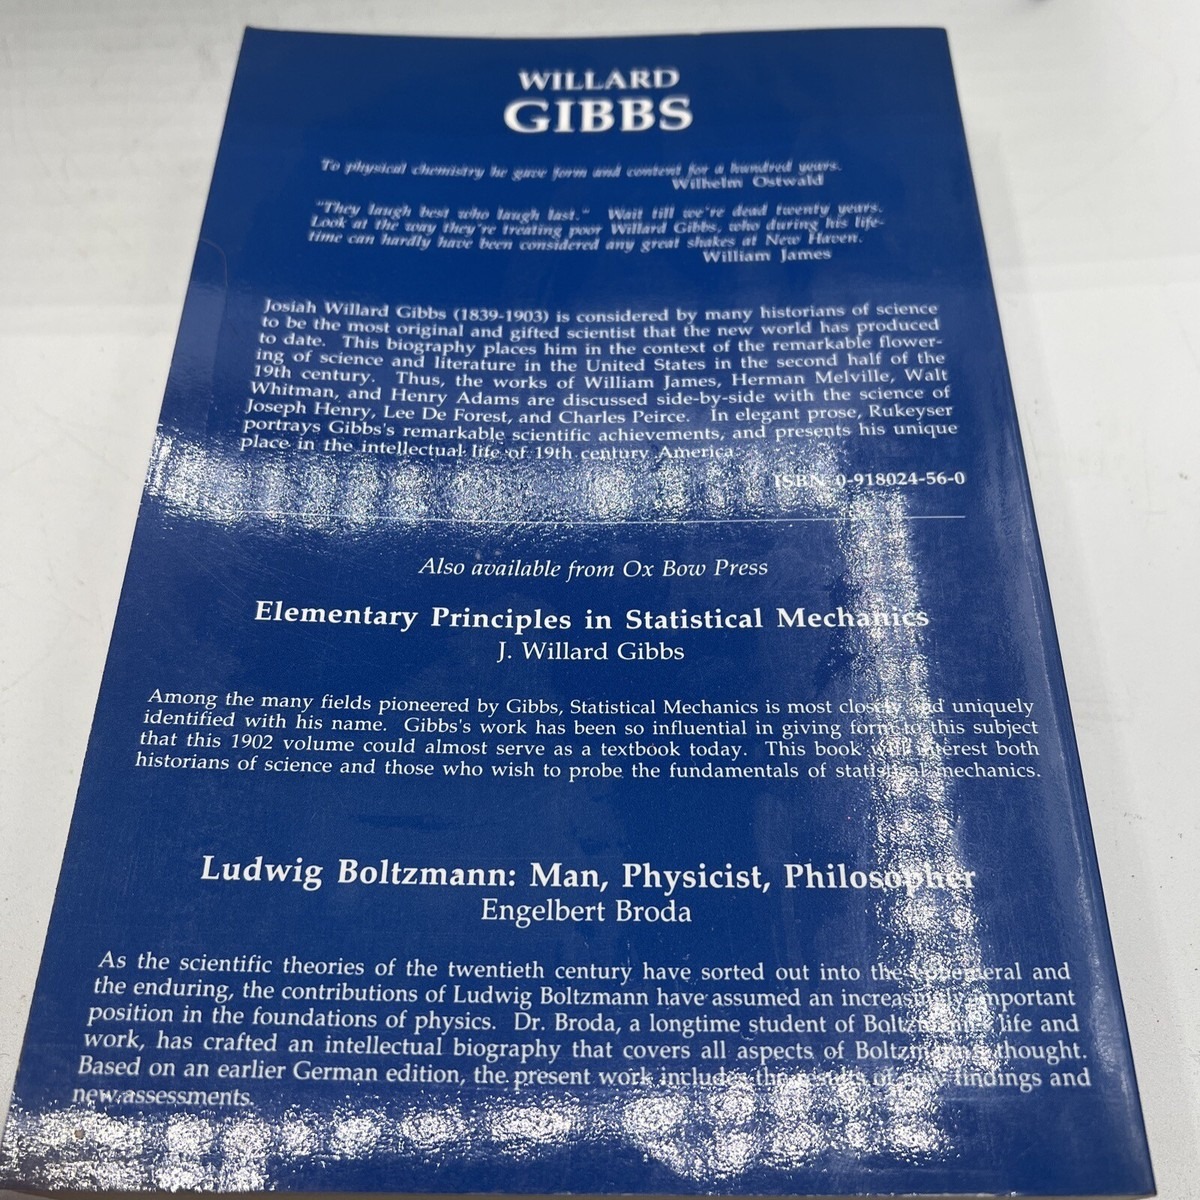 WILLARD
GIBBS
To physical chemistry he gave form and content for a hundred years.
Wilhelm Ostwald
"They laugh best who laugh last." Wait till we're dead twenty years.
Look at the way they're treating poor Willard Gibbs, who during his life-
time can hardly have been considered any great shakes at New Haven.
William James
Josiah Willard Gibbs (1839-1903) is considered by many historians of science
to be the most original and gifted scientist that the new world has produced
to date. This biography places him in the context of the remarkable flower-
ing of science and literature in the United States in the second half of the
19th century. Thus, the works of William James, Herman Melville, Walt
Whitman, and Henry Adams are discussed side-by-side with the science of
Joseph Henry, Lee De Forest, and Charles Peirce. In elegant prose, Rukeyser
portrays Gibbs's remarkable scientific achievements, and presents his unique
place in the intellectual life of 19th century America.
ISBN 0-918024-56-0
Also available from Ox Bow Press
Elementary Principles in Statistical Mechanics
J. Willard Gibbs
Among the many fields pioneered by Gibbs, Statistical Mechanics is most closely and uniquely
identified with his name. Gibbs's work has been so influential in giving form to this subject
that this 1902 volume could almost serve as a textbook today. This book will interest both
historians of science and those who wish to probe the fundamentals of statistical mechanics.
Ludwig Boltzmann: Man, Physicist, Philosopher
Engelbert Broda
As the scientific theories of the twentieth century have sorted out into the ephemeral and
the enduring, the contributions of Ludwig Boltzmann have assumed an increasingly important
position in the foundations of physics. Dr. Broda, a longtime student of Boltzmann's life and
work, has crafted an intellectual biography that covers all aspects of Boltzmann's thought.
Based on an earlier German edition, the present work includes the results of new findings and
new assessments.